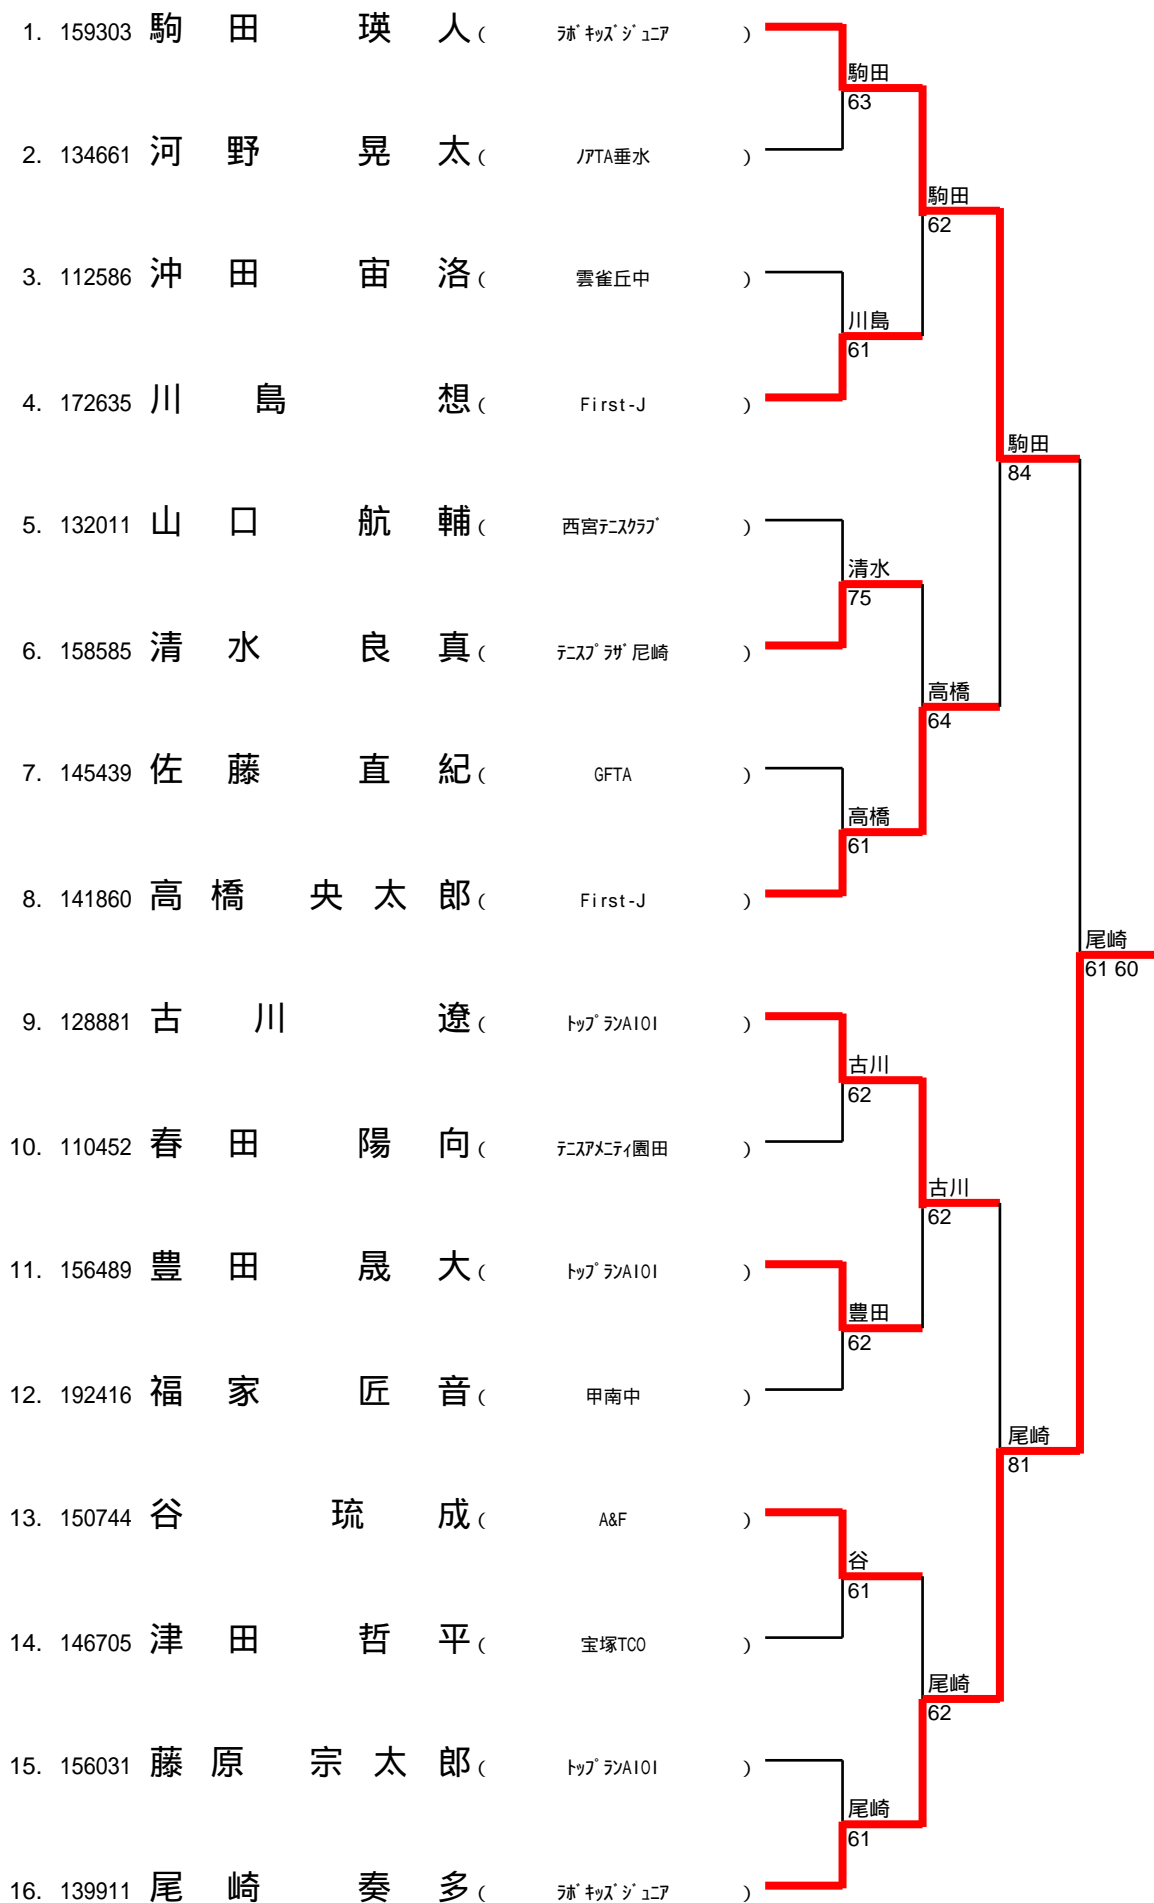 1. 159303 駒田 瑛人 ( ﾗﾎﾞｷｯｽﾞｼﾞｭﾆｱ )
駒田
63
2. 134661 河野 晃太 ( ﾉｱTA垂水 )
駒田
62
3. 112586 沖田 宙洛 ( 雲雀丘中 )
川島
61
4. 172635 川島 想 ( First-J )
駒田
84
5. 132011 山口 航輔 ( 西宮ﾃﾆｽｸﾗﾌﾞ )
清水
75
6. 158585 清水 良真 ( ﾃﾆｽﾌﾟﾗｻﾞ尼崎 )
高橋
64
7. 145439 佐藤 直紀 ( GFTA )
高橋
61
8. 141860 高橋 央太郎 ( First-J )
尾崎
61 60
9. 128881 古川 遼 ( ﾄｯﾌﾟﾗﾝAIOI )
古川
62
10. 110452 春田 陽向 ( ﾃﾆｽｱﾒﾆﾃｨ園田 )
古川
62
11. 156489 豊田 晟大 ( ﾄｯﾌﾟﾗﾝAIOI )
豊田
62
12. 192416 福家 匠音 ( 甲南中 )
尾崎
81
13. 150744 谷 琉成 ( A&F )
谷
61
14. 146705 津田 哲平 ( 宝塚TCO )
尾崎
62
15. 156031 藤原 宗太郎 ( ﾄｯﾌﾟﾗﾝAIOI )
尾崎
61
16. 139911 尾崎 奏多 ( ﾗﾎﾞｷｯｽﾞｼﾞｭﾆｱ )